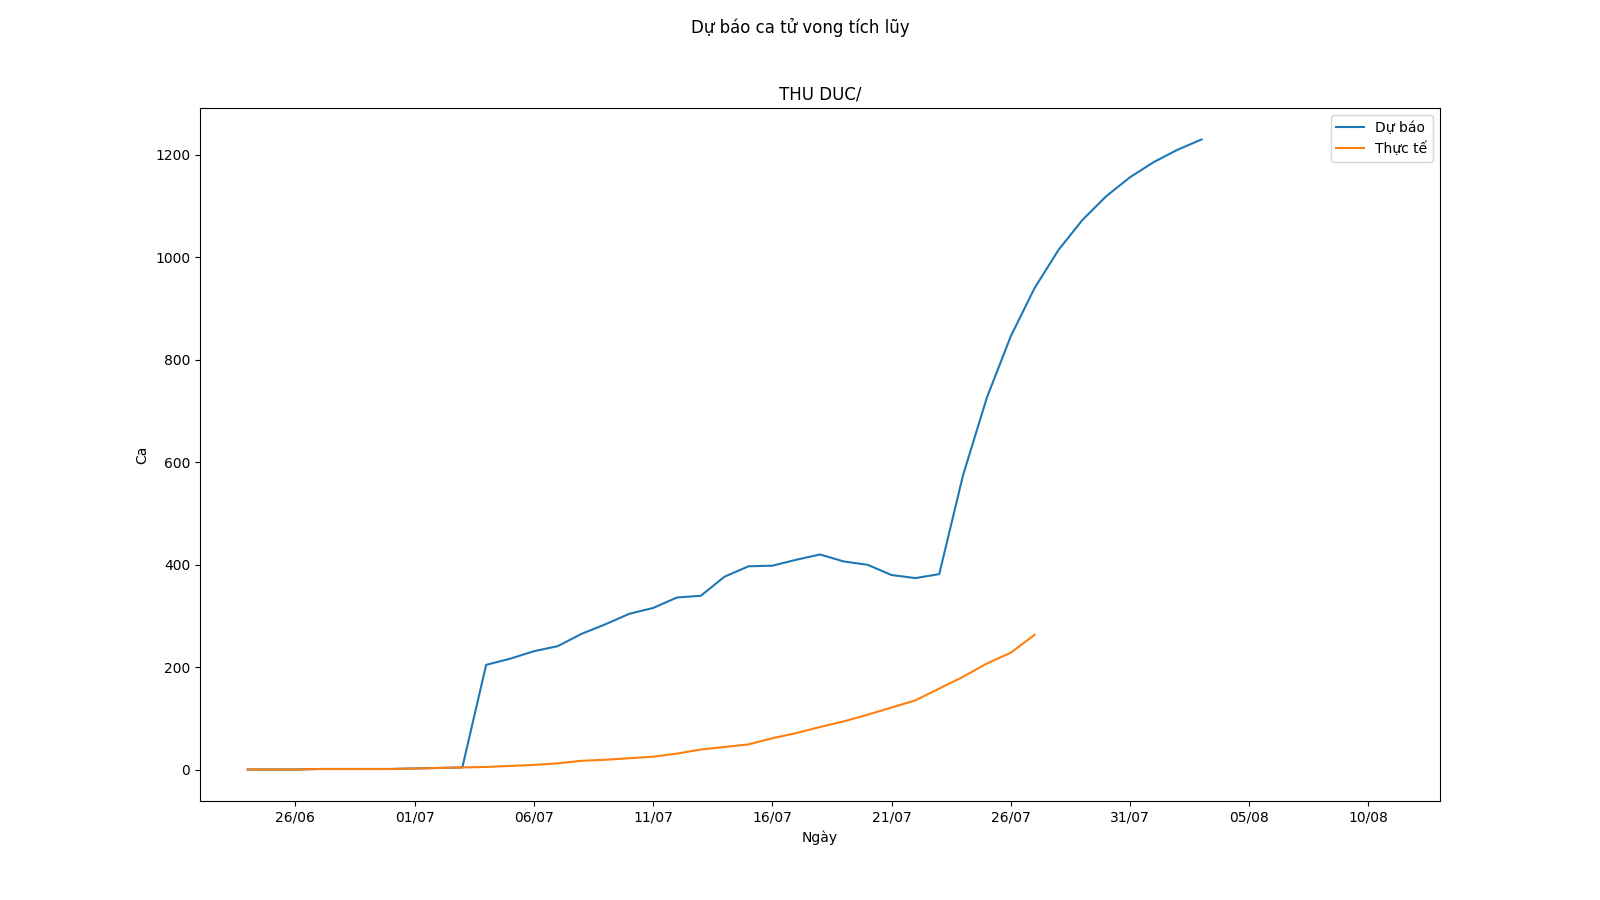 Dự báo ca tử vong tích lũy
THU DUC/
Dự báo
Thực tế
1200
1000
800
600
400
200
0
Ca
26/06 01/07 06/07 11/07 16/07 21/07 26/07 31/07 05/08 10/08
Ngày